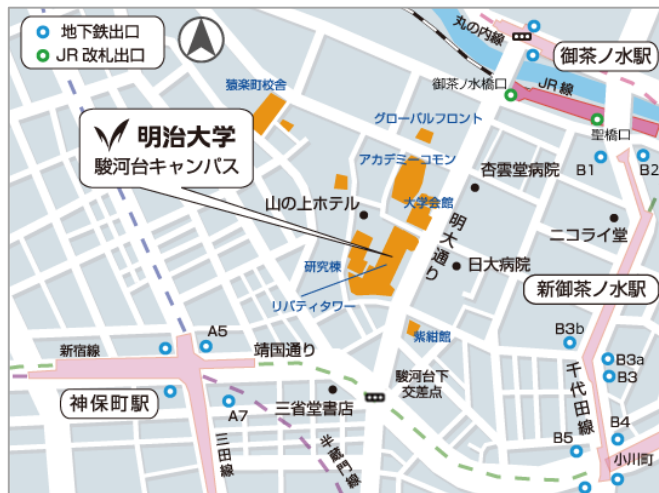 地下鉄出口
JR 改札出口
丸の内線
御茶ノ水駅
猿楽町校舎
御茶ノ水橋口
JR 線
明治大学
駿河台キャンパス
グローバルフロント
聖橋口
アカデミーコモン
杏雲堂病院
B1
B2
山の上ホテル
大学会館
明大通り
ニコライ堂
研究棟
日大病院
リバティタワー
新御茶ノ水駅
紫紺館
A5
新宿線
靖国通り
B3b
神保町駅
駿河台下
交差点
千代田線
B3a
B3
A7
三省堂書店
三田線
半蔵門線
B4
B5
小川町